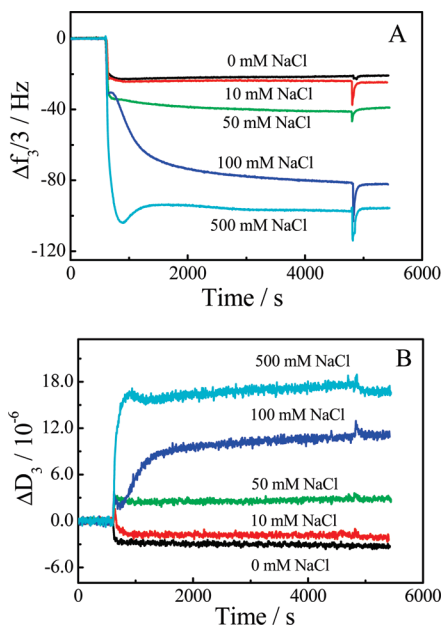 A
0
-40
-80
-120
Δf₃/3 / Hz
0 mM NaCl
10 mM NaCl
50 mM NaCl
100 mM NaCl
500 mM NaCl
0 2000 4000 6000
Time / s
B
18.0
12.0
6.0
0.0
-6.0
ΔD₃ / 10⁻⁶
500 mM NaCl
100 mM NaCl
50 mM NaCl
10 mM NaCl
0 mM NaCl
0 2000 4000 6000
Time / s